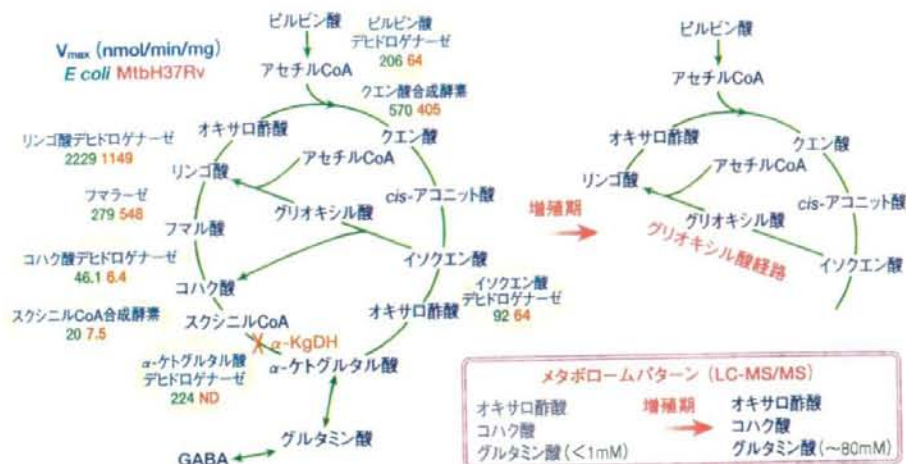 Vmax (nmol/min/mg)
E coli MtbH37Rv
ピルビン酸
ピルビン酸
デヒドロゲナーゼ
206 64
アセチルCoA
クエン酸合成酵素
570 405
オキサロ酢酸
クエン酸
リンゴ酸デヒドロゲナーゼ
2229 1149
アセチルCoA
リンゴ酸
cis-アコニット酸
フマラーゼ
279 548
グリオキシル酸
フマル酸
イソクエン酸
コハク酸デヒドロゲナーゼ
46.1 6.4
コハク酸
イソクエン酸
デヒドロゲナーゼ
92 64
オキサロ酢酸
スクシニルCoA合成酵素
20 7.5
スクシニルCoA
α-KgDH
α-ケトグルタル酸
デヒドロゲナーゼ
224 ND
α-ケトグルタル酸
グルタミン酸
GABA
増殖期
ピルビン酸
アセチルCoA
オキサロ酢酸
クエン酸
アセチルCoA
リンゴ酸
cis-アコニット酸
グリオキシル酸
グリオキシル酸経路
イソクエン酸
メタボロームパターン (LC-MS/MS)
オキサロ酢酸 増殖期 オキサロ酢酸
コハク酸 コハク酸
グルタミン酸(<1mM) グルタミン酸(~80mM)